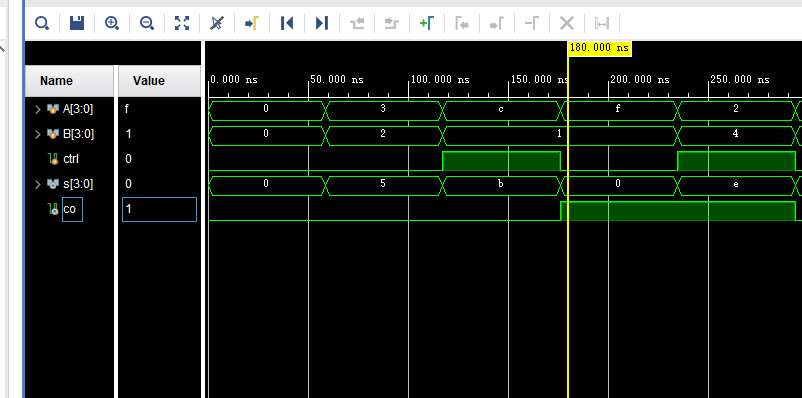 180.000 ns
Name Value
0.000 ns 50.000 ns 100.000 ns 150.000 ns 200.000 ns 250.000 ns
A[3:0] f 0 3 c f 2
B[3:0] 1 0 2 1 4
ctrl 0
s[3:0] 0 0 5 b 0 e
co 1